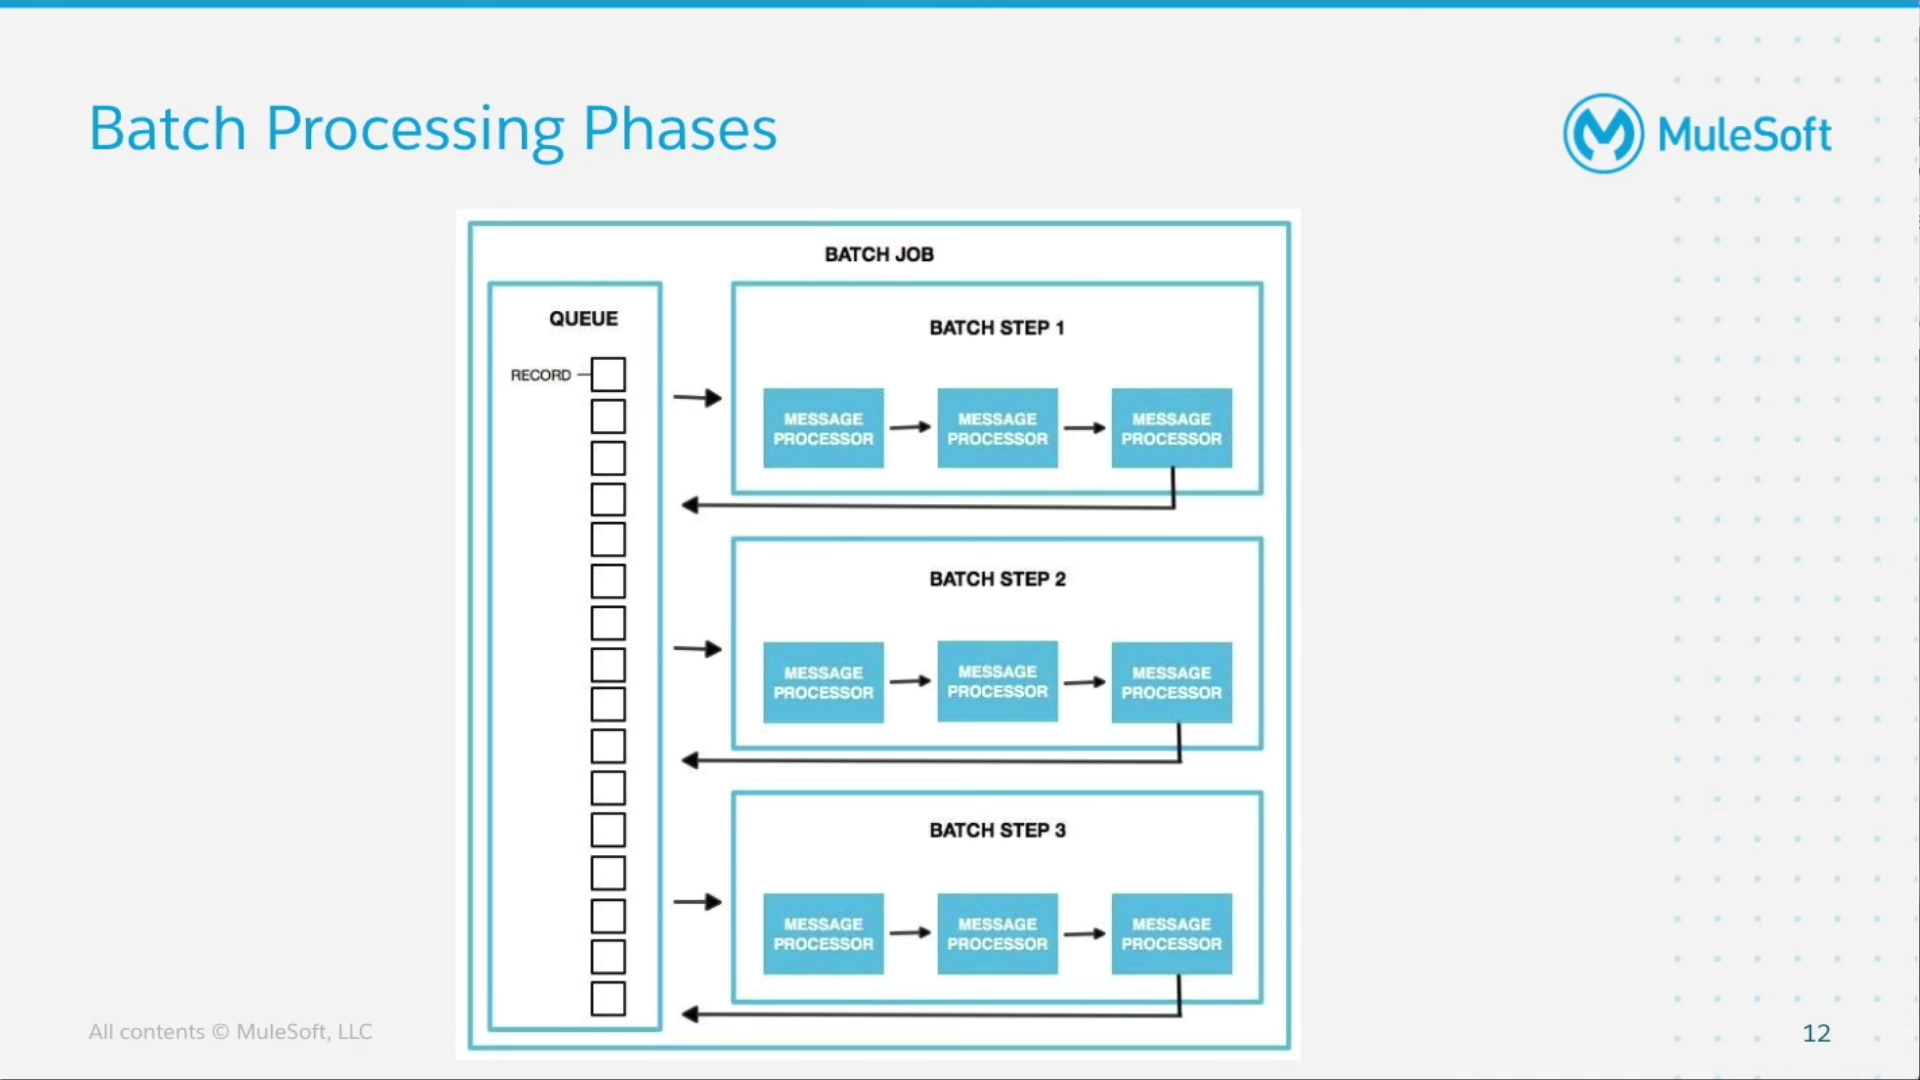 Batch Processing Phases
MuleSoft
BATCH JOB
QUEUE
RECORD
BATCH STEP 1
MESSAGE PROCESSOR
MESSAGE PROCESSOR
MESSAGE PROCESSOR
BATCH STEP 2
MESSAGE PROCESSOR
MESSAGE PROCESSOR
MESSAGE PROCESSOR
BATCH STEP 3
MESSAGE PROCESSOR
MESSAGE PROCESSOR
MESSAGE PROCESSOR
All contents © MuleSoft, LLC
12